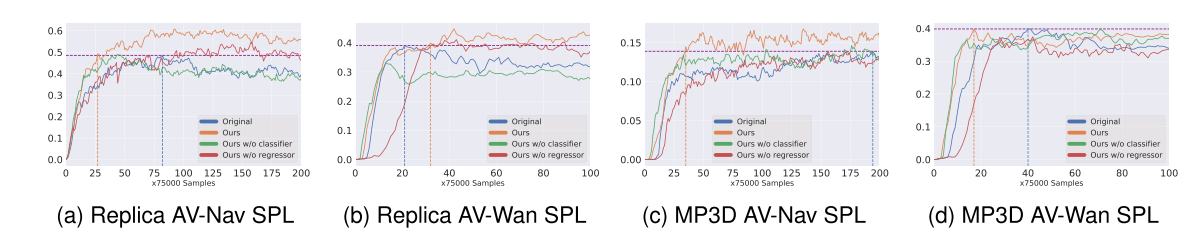 0.6
0.5
0.4
0.3
0.2
0.1
0.0
0 25 50 75 100 125 150 175 200
x75000 Samples
Original
Ours
Ours w/o classifier
Ours w/o regressor
(a) Replica AV-Nav SPL
0.4
0.3
0.2
0.1
0.0
0 20 40 60 80 100
x75000 Samples
Original
Ours
Ours w/o classifier
Ours w/o regressor
(b) Replica AV-Wan SPL
0.15
0.10
0.05
0.00
0 25 50 75 100 125 150 175 200
x75000 Samples
Original
Ours
Ours w/o classifier
Ours w/o regressor
(c) MP3D AV-Nav SPL
0.4
0.3
0.2
0.1
0.0
0 20 40 60 80 100
x75000 Samples
Original
Ours
Ours w/o classifier
Ours w/o regressor
(d) MP3D AV-Wan SPL